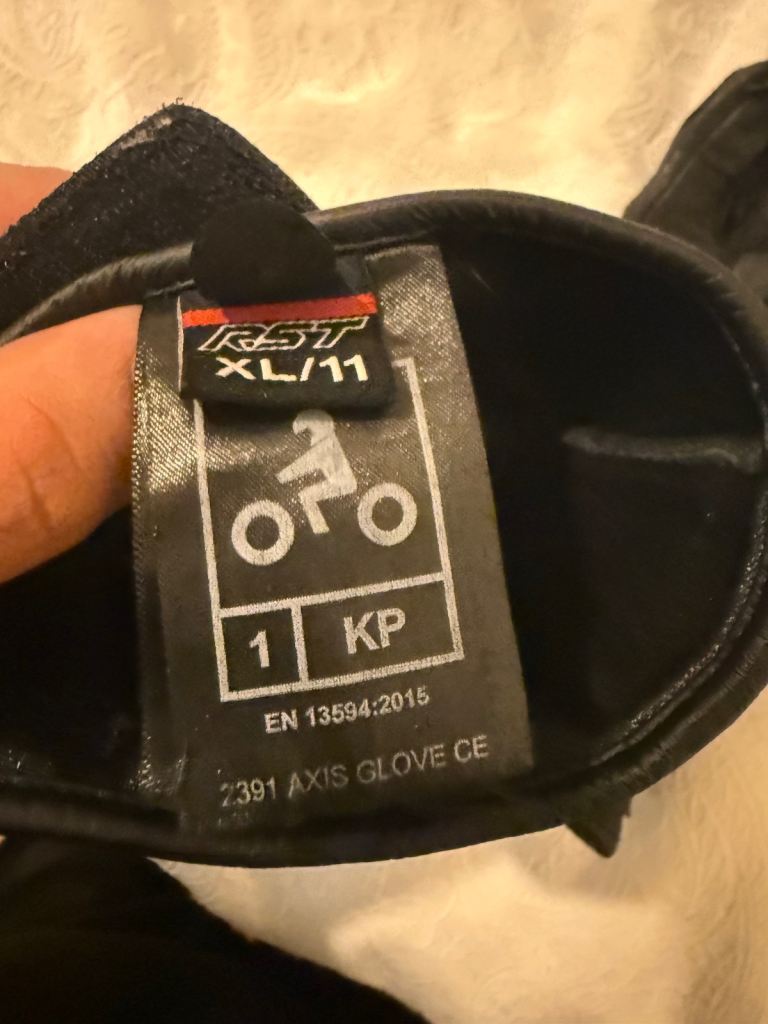 RST
XL/11
1 KP
EN 13594:2015
2391 AXIS GLOVE CE